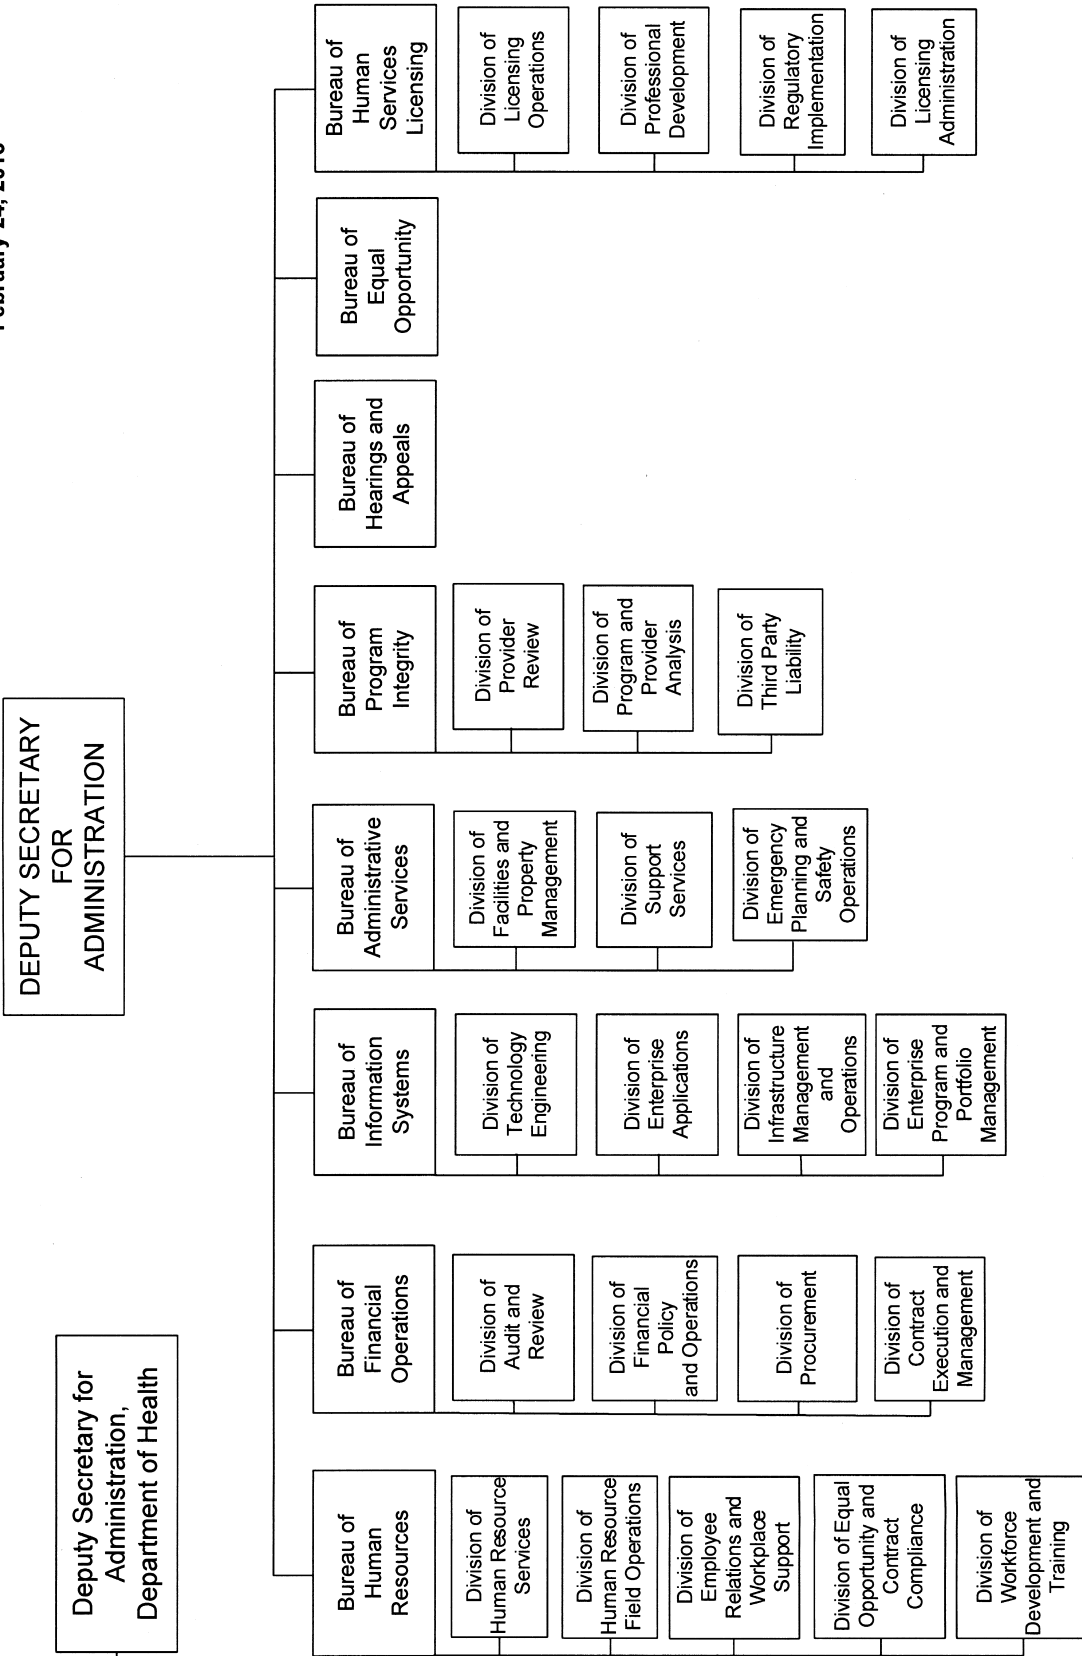 February 24, 2016
DEPUTY SECRETARY
FOR
ADMINISTRATION
Deputy Secretary for
Administration,
Department of Health
Bureau of
Human
Resources
Division of
Human Resource
Services
Division of
Human Resource
Field Operations
Division of
Employee
Relations and
Workplace
Support
Division of Equal
Opportunity and
Contract
Compliance
Division of
Workforce
Development and
Training
Bureau of
Financial
Operations
Division of
Audit and
Review
Division of
Financial
Policy
and Operations
Division of
Procurement
Division of
Contract
Execution and
Management
Bureau of
Information
Systems
Division of
Technology
Engineering
Division of
Enterprise
Applications
Division of
Infrastructure
Management
and
Operations
Division of
Enterprise
Program and
Portfolio
Management
Bureau of
Administrative
Services
Division of
Facilities and
Property
Management
Division of
Support
Services
Division of
Emergency
Planning and
Safety
Operations
Bureau of
Program
Integrity
Division of
Provider
Review
Division of
Program and
Provider
Analysis
Division of
Third Party
Liability
Bureau of
Hearings and
Appeals
Bureau of
Equal
Opportunity
Bureau of
Human
Services
Licensing
Division of
Licensing
Operations
Division of
Professional
Development
Division of
Regulatory
Implementation
Division of
Licensing
Administration